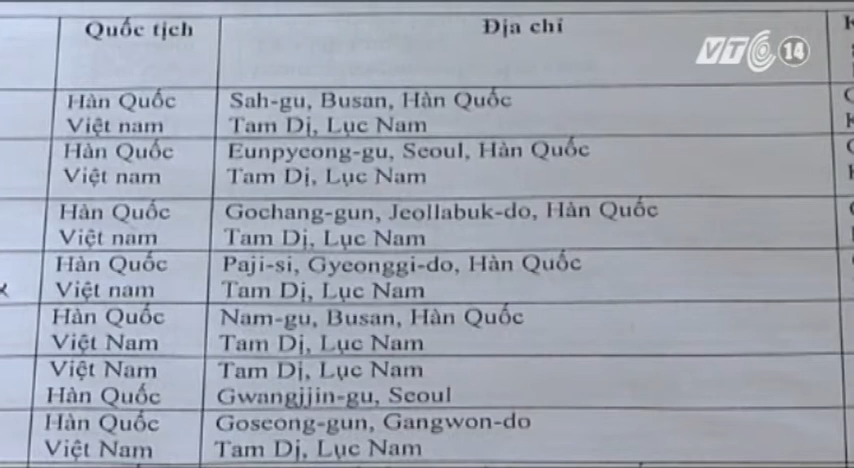 Quốc tịch Địa chỉ
VTC 14
Hàn Quốc Sah-gu, Busan, Hàn Quốc
Việt nam Tam Dị, Lục Nam
Hàn Quốc Eunpyeong-gu, Seoul, Hàn Quốc
Việt nam Tam Dị, Lục Nam
Hàn Quốc Gochang-gun, Jeollabuk-do, Hàn Quốc
Việt nam Tam Dị, Lục Nam
Hàn Quốc Paji-si, Gyeonggi-do, Hàn Quốc
Việt nam Tam Dị, Lục Nam
Hàn Quốc Nam-gu, Busan, Hàn Quốc
Việt Nam Tam Dị, Lục Nam
Việt Nam Tam Dị, Lục Nam
Hàn Quốc Gwangjjin-gu, Seoul
Hàn Quốc Goseong-gun, Gangwon-do
Việt Nam Tam Dị, Lục Nam